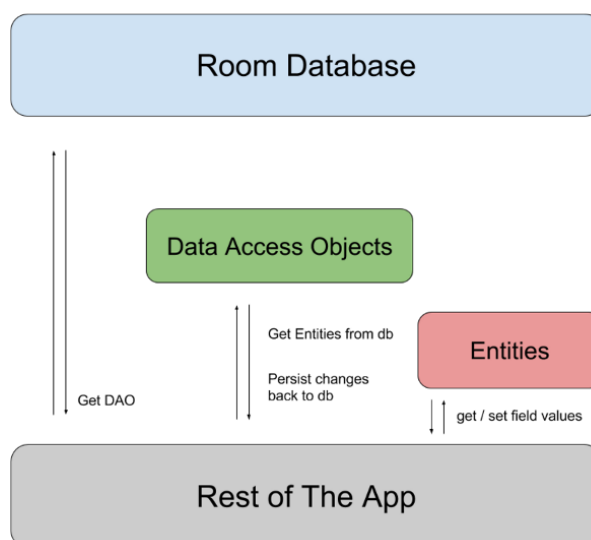 Room Database
Data Access Objects
Get Entities from db
Persist changes
back to db
Entities
Get DAO
get / set field values
Rest of The App